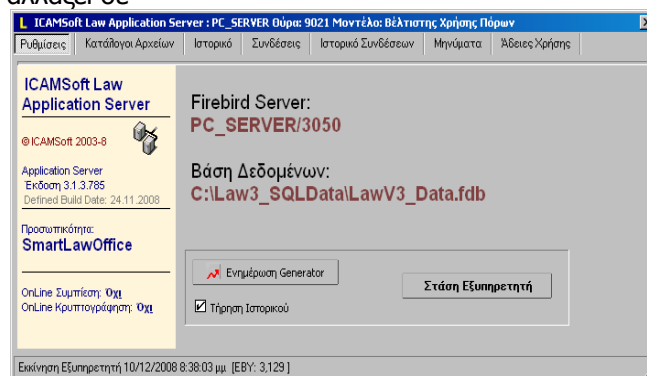 αλλάζει σε
ICAMSoft Law Application Server : PC_SERVER Θύρα: 9021 Μοντέλο: Βέλτιστης Χρήσης Πόρων
Ρυθμίσεις Κατάλογοι Αρχείων Ιστορικό Συνδέσεις Ιστορικό Συνδέσεων Μηνύματα Άδειες Χρήσης
ICAMSoft Law
Application Server
© ICAMSoft 2003-8
Application Server
Έκδοση 3.1.3.785
Defined Build Date: 24.11.2008
Προσωπικότητα:
SmartLawOffice
OnLine Συμπίεση: Όχι
OnLine Κρυπτογράφηση: Όχι
Firebird Server:
PC_SERVER/3050
Βάση Δεδομένων:
C:\Law3_SQLData\LawV3_Data.fdb
Ενημέρωση Generator
Στάση Εξυπηρετητή
Τήρηση Ιστορικού
Εκκίνηση Εξυπηρετητή 10/12/2008 8:38:03 μμ [EBY: 3,129 ]